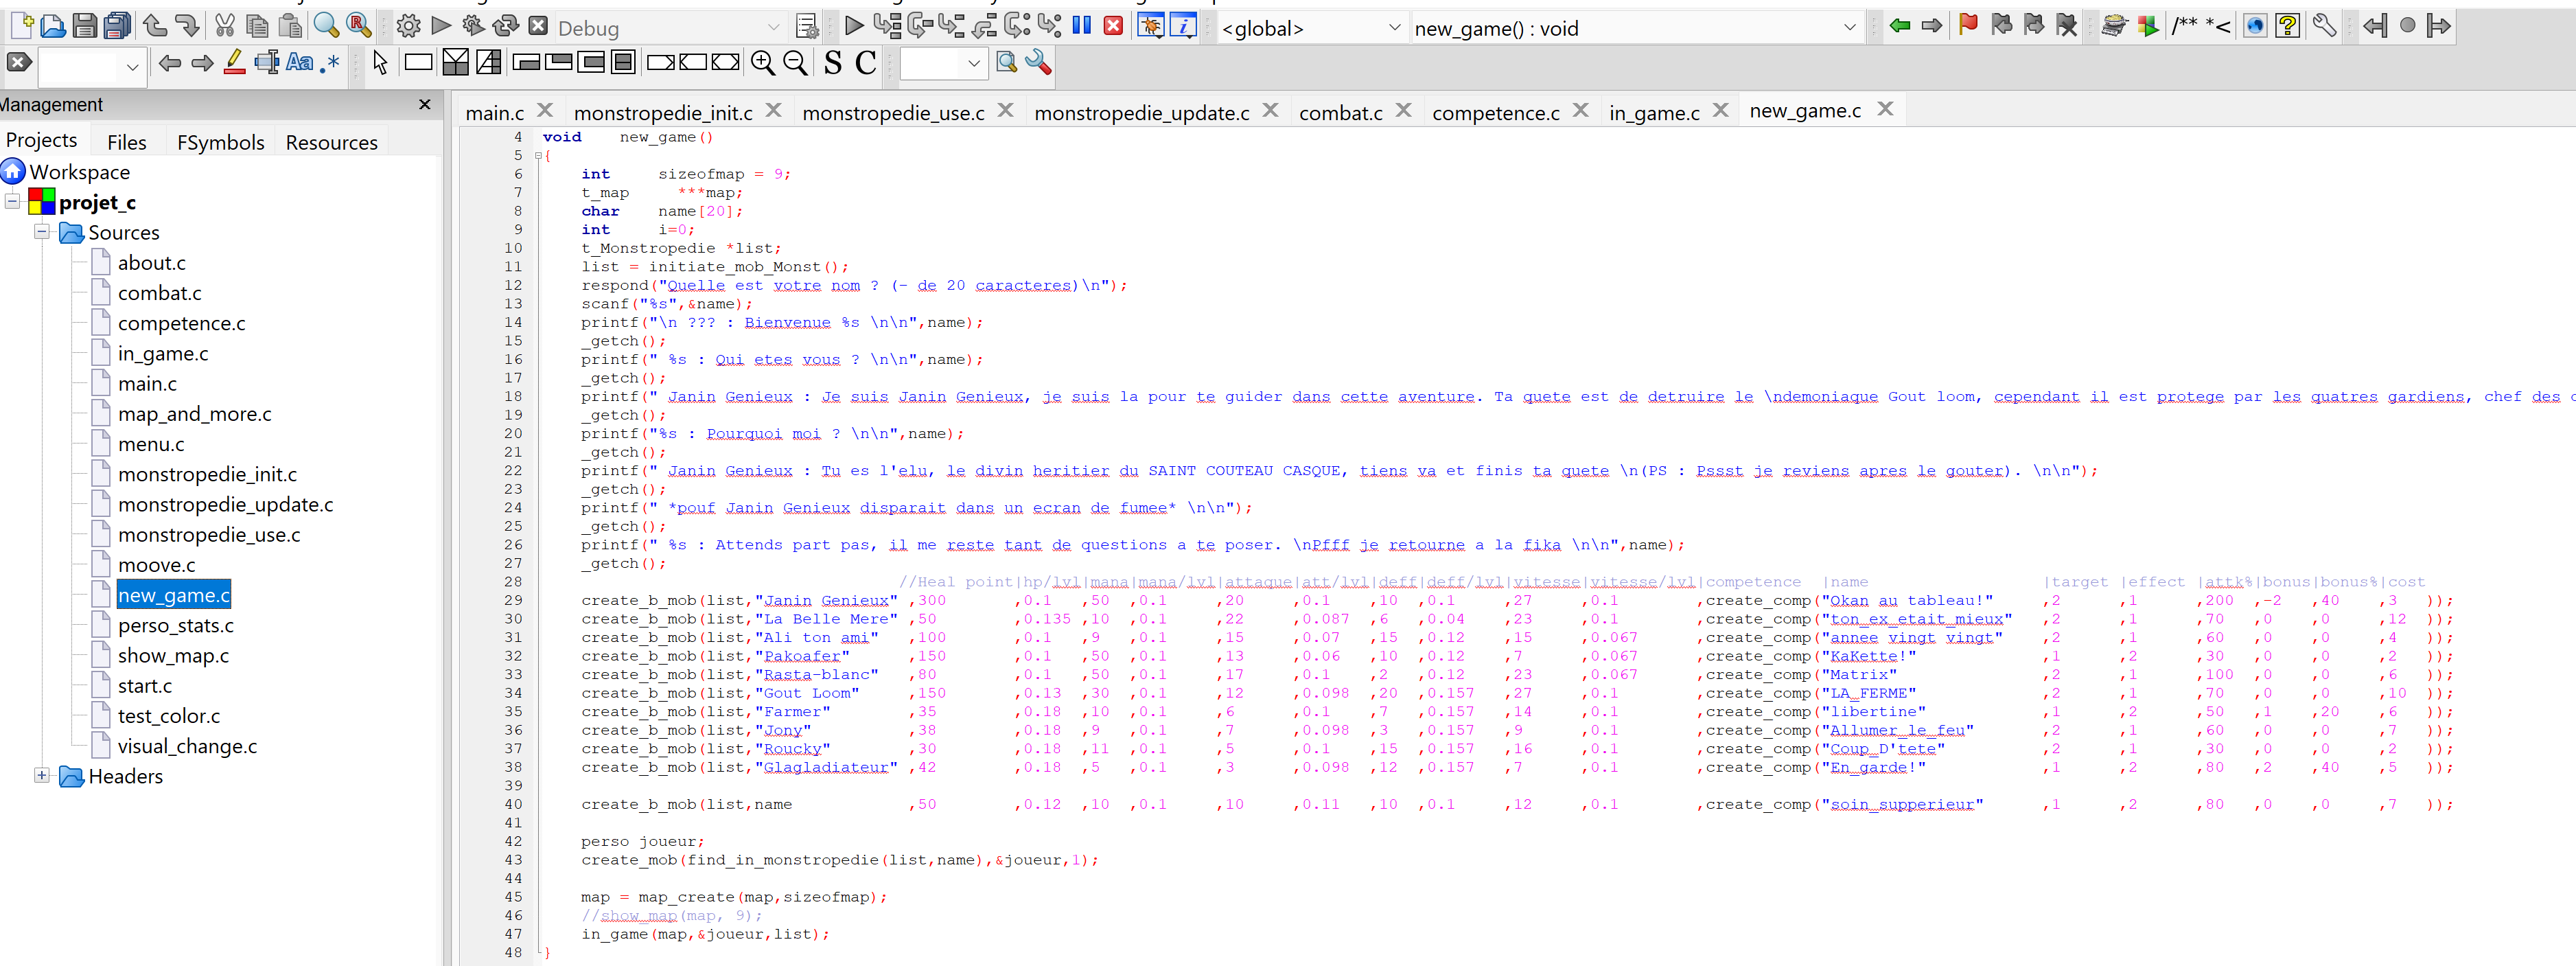 Debug
<global>
new_game() : void
/** *<
Aa .*
S C
Management
Projects Files FSymbols Resources
Workspace
projet_c
Sources
about.c
combat.c
competence.c
in_game.c
main.c
map_and_more.c
menu.c
monstropedie_init.c
monstropedie_update.c
monstropedie_use.c
moove.c
new_game.c
perso_stats.c
show_map.c
start.c
test_color.c
visual_change.c
Headers
main.c monstropedie_init.c monstropedie_use.c monstropedie_update.c combat.c competence.c in_game.c new_game.c
4 void new_game()
5 {
6 int sizeofmap = 9;
7 t_map ***map;
8 char name[20];
9 int i=0;
10 t_Monstropedie *list;
11 list = initiate_mob_Monst();
12 respond("Quelle est votre nom ? (- de 20 caracteres)\n");
13 scanf("%s",&name);
14 printf("\n ??? : Bienvenue %s \n\n",name);
15 _getch();
16 printf(" %s : Qui etes vous ? \n\n",name);
17 _getch();
18 printf(" Janin Genieux : Je suis Janin Genieux, je suis la pour te guider dans cette aventure. Ta quete est de detruire le \ndemoniaque Gout loom, cependant il est protege par les quatres gardiens, chef des
19 _getch();
20 printf("%s : Pourquoi moi ? \n\n",name);
21 _getch();
22 printf(" Janin Genieux : Tu es l'elu, le divin heritier du SAINT COUTEAU CASQUE, tiens va et finis ta quete \n(PS : Pssst je reviens apres le gouter). \n\n");
23 _getch();
24 printf(" *pouf Janin Genieux disparait dans un ecran de fumee* \n\n");
25 _getch();
26 printf(" %s : Attends part pas, il me reste tant de questions a te poser. \nPfff je retourne a la fika \n\n",name);
27 _getch();
28 //Heal point|hp/lvl|mana|mana/lvl|attaque|att/lvl|deff|deff/lvl|vitesse|vitesse/lvl|competence |name |target |effect |attk%|bonus|bonus%|cost
29 create_b_mob(list,"Janin Genieux" ,300 ,0.1 ,50 ,0.1 ,20 ,0.1 ,10 ,0.1 ,27 ,0.1 ,create_comp("Okan au tableau!" ,2 ,1 ,200 ,-2 ,40 ,3 ));
30 create_b_mob(list,"La Belle Mere" ,50 ,0.135 ,10 ,0.1 ,22 ,0.087 ,6 ,0.04 ,23 ,0.1 ,create_comp("ton_ex_etait_mieux" ,2 ,1 ,70 ,0 ,0 ,12 ));
31 create_b_mob(list,"Ali ton ami" ,100 ,0.1 ,9 ,0.1 ,15 ,0.07 ,15 ,0.12 ,15 ,0.067 ,create_comp("annee vingt vingt" ,2 ,1 ,60 ,0 ,0 ,4 ));
32 create_b_mob(list,"Pakoafer" ,150 ,0.1 ,50 ,0.1 ,13 ,0.06 ,10 ,0.12 ,7 ,0.067 ,create_comp("KaKette!" ,1 ,2 ,30 ,0 ,0 ,2 ));
33 create_b_mob(list,"Rasta-blanc" ,80 ,0.1 ,50 ,0.1 ,17 ,0.1 ,2 ,0.12 ,23 ,0.067 ,create_comp("Matrix" ,2 ,1 ,100 ,0 ,0 ,6 ));
34 create_b_mob(list,"Gout Loom" ,150 ,0.13 ,30 ,0.1 ,12 ,0.098 ,20 ,0.157 ,27 ,0.1 ,create_comp("LA_FERME" ,2 ,1 ,70 ,0 ,0 ,10 ));
35 create_b_mob(list,"Farmer" ,35 ,0.18 ,10 ,0.1 ,6 ,0.1 ,7 ,0.157 ,14 ,0.1 ,create_comp("libertine" ,1 ,2 ,50 ,1 ,20 ,6 ));
36 create_b_mob(list,"Jony" ,38 ,0.18 ,9 ,0.1 ,7 ,0.098 ,3 ,0.157 ,9 ,0.1 ,create_comp("Allumer_le_feu" ,2 ,1 ,60 ,0 ,0 ,7 ));
37 create_b_mob(list,"Roucky" ,30 ,0.18 ,11 ,0.1 ,5 ,0.1 ,15 ,0.157 ,16 ,0.1 ,create_comp("Coup_D'tete" ,2 ,1 ,30 ,0 ,0 ,2 ));
38 create_b_mob(list,"Glagladiateur" ,42 ,0.18 ,5 ,0.1 ,3 ,0.098 ,12 ,0.157 ,7 ,0.1 ,create_comp("En_garde!" ,1 ,2 ,80 ,2 ,40 ,5 ));
39
40 create_b_mob(list,name ,50 ,0.12 ,10 ,0.1 ,10 ,0.11 ,10 ,0.1 ,12 ,0.1 ,create_comp("soin_supperieur" ,1 ,2 ,80 ,0 ,0 ,7 ));
41
42 perso joueur;
43 create_mob(find_in_monstropedie(list,name),&joueur,1);
44
45 map = map_create(map,sizeofmap);
46 //show_map(map, 9);
47 in_game(map,&joueur,list);
48 }